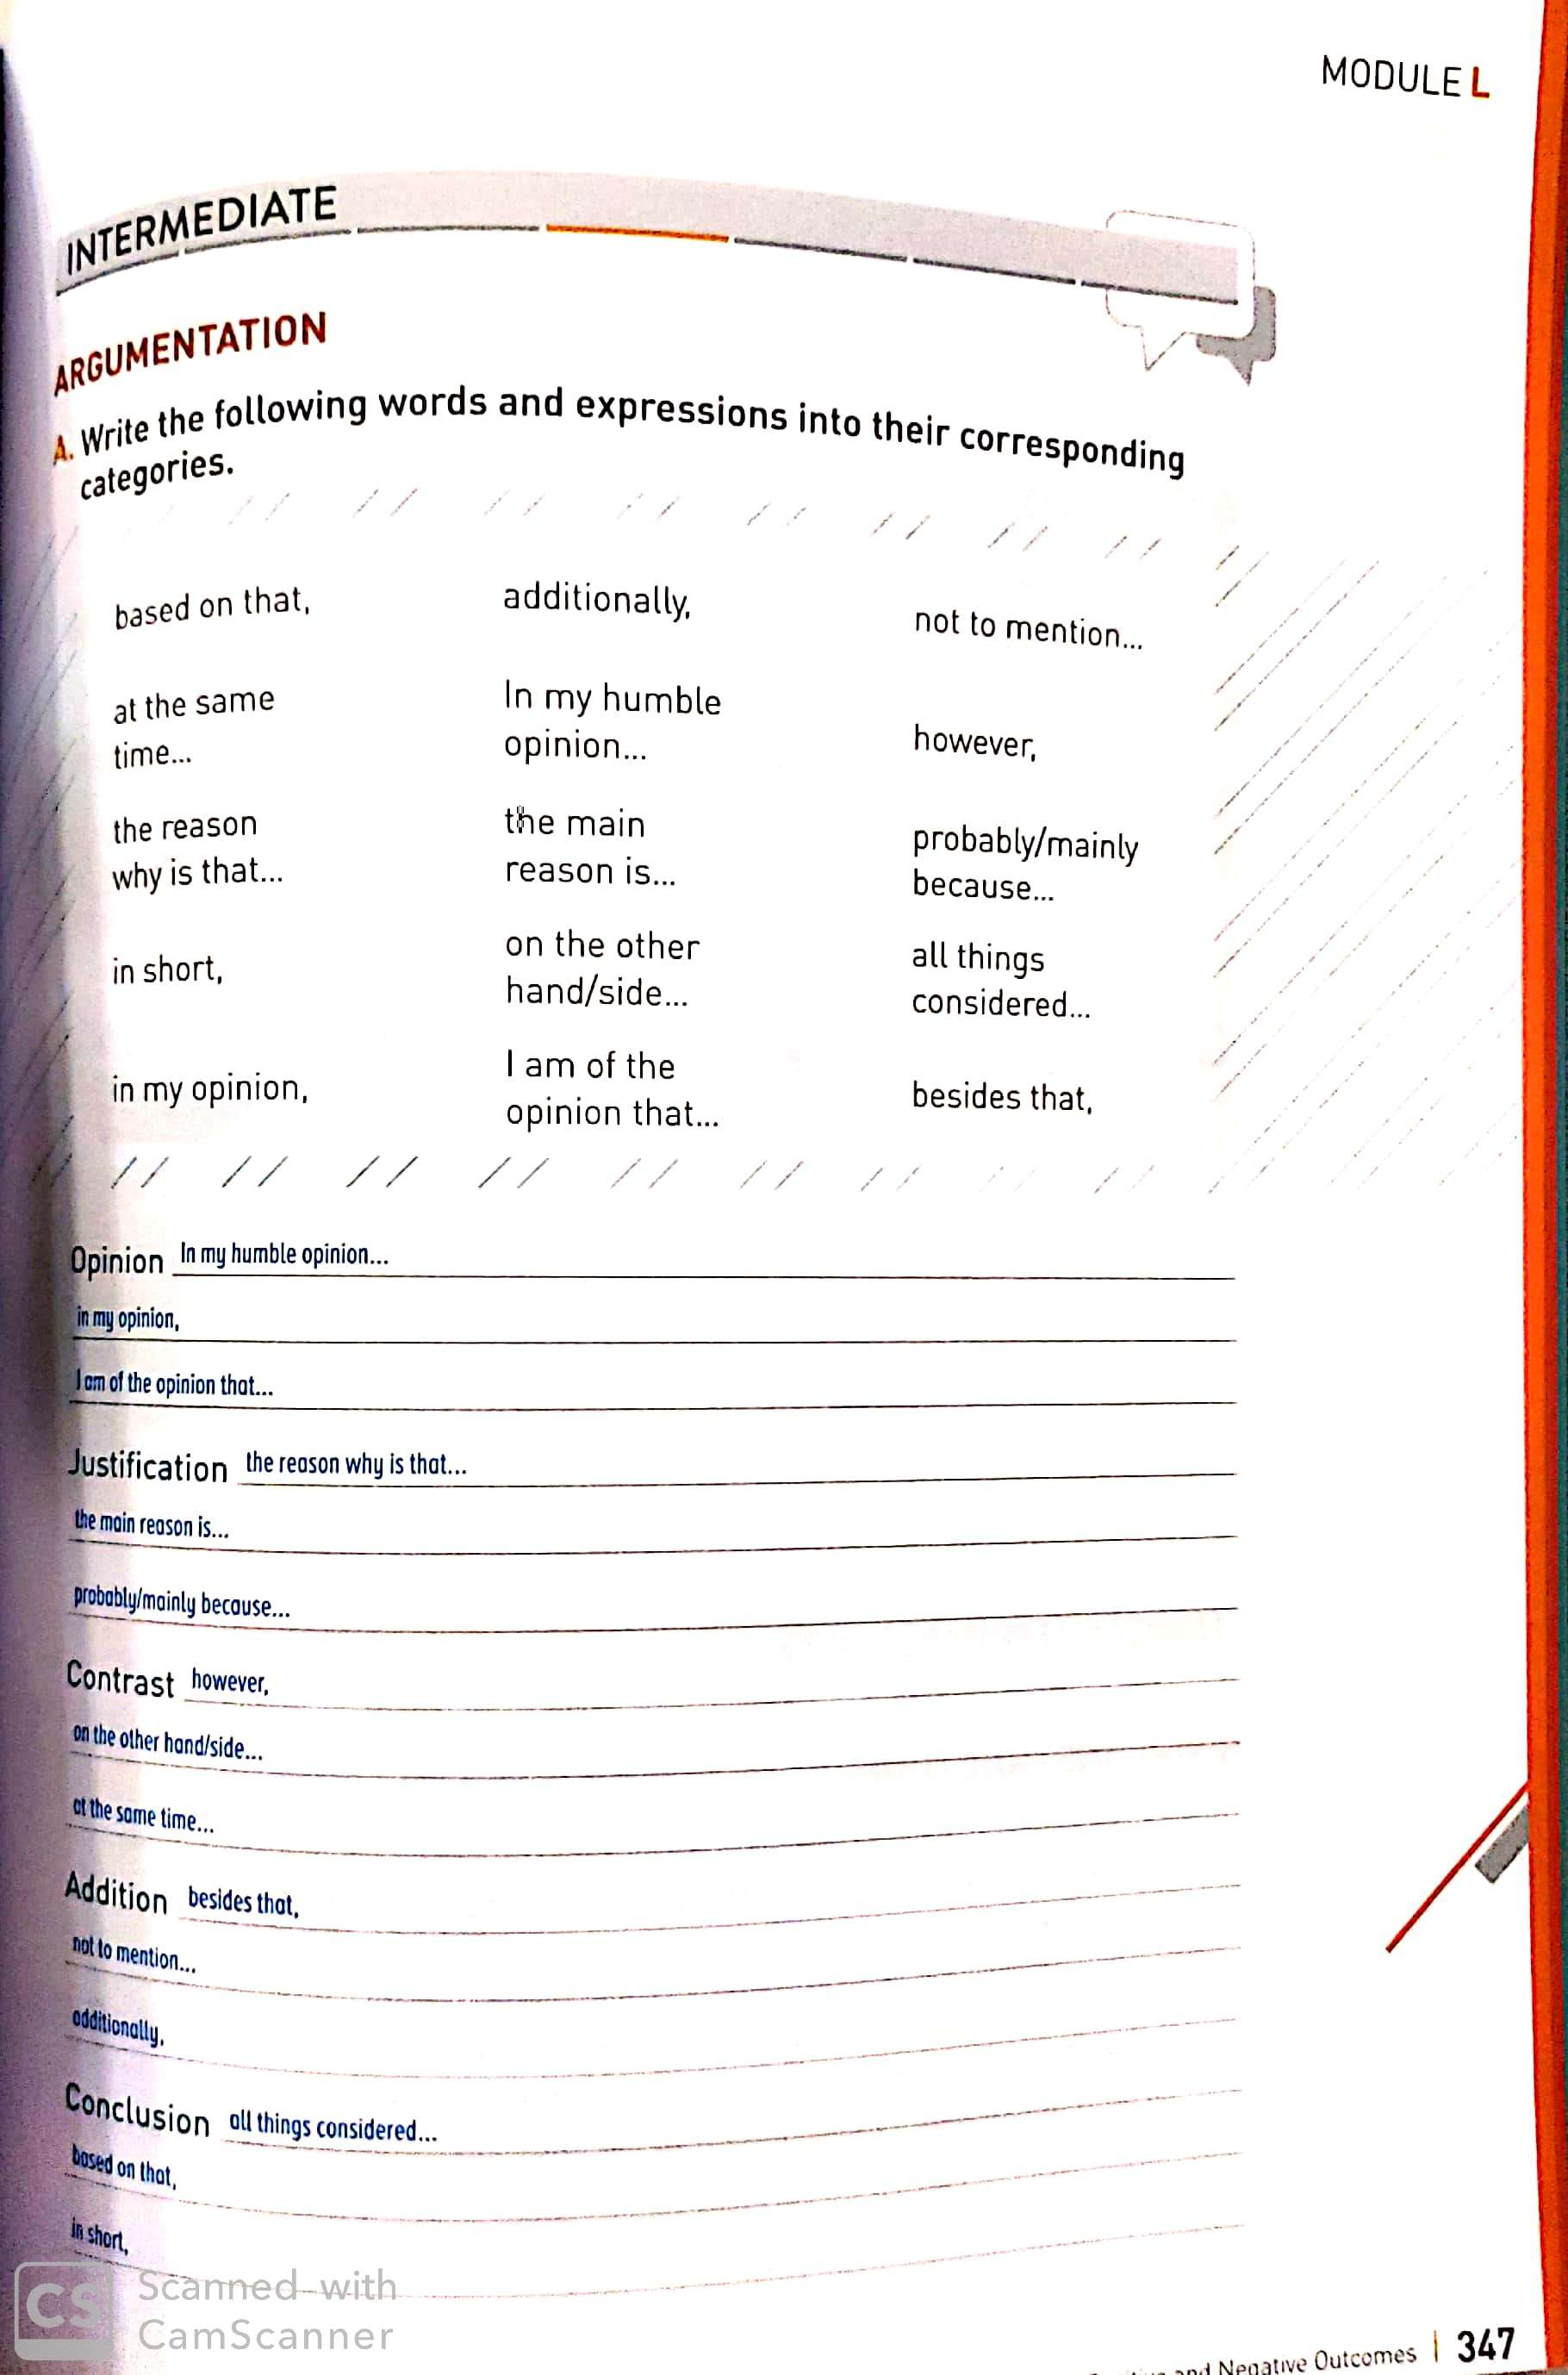 MODULE L
INTERMEDIATE
ARGUMENTATION
A. Write the following words and expressions into their corresponding
categories.
based on that,
additionally,
not to mention...
at the same
time...
In my humble
opinion...
however,
the reason
why is that...
the main
reason is...
probably/mainly
because...
in short,
on the other
hand/side...
all things
considered...
in my opinion,
I am of the
opinion that...
besides that,
Opinion In my humble opinion...
in my opinion,
I am of the opinion that...
Justification the reason why is that...
the main reason is...
probably/mainly because...
Contrast however,
on the other hand/side...
at the same time...
Addition besides that,
not to mention...
additionally,
Conclusion all things considered...
based on that,
in short,
CS Scanned with
CamScanner
and Negative Outcomes | 347